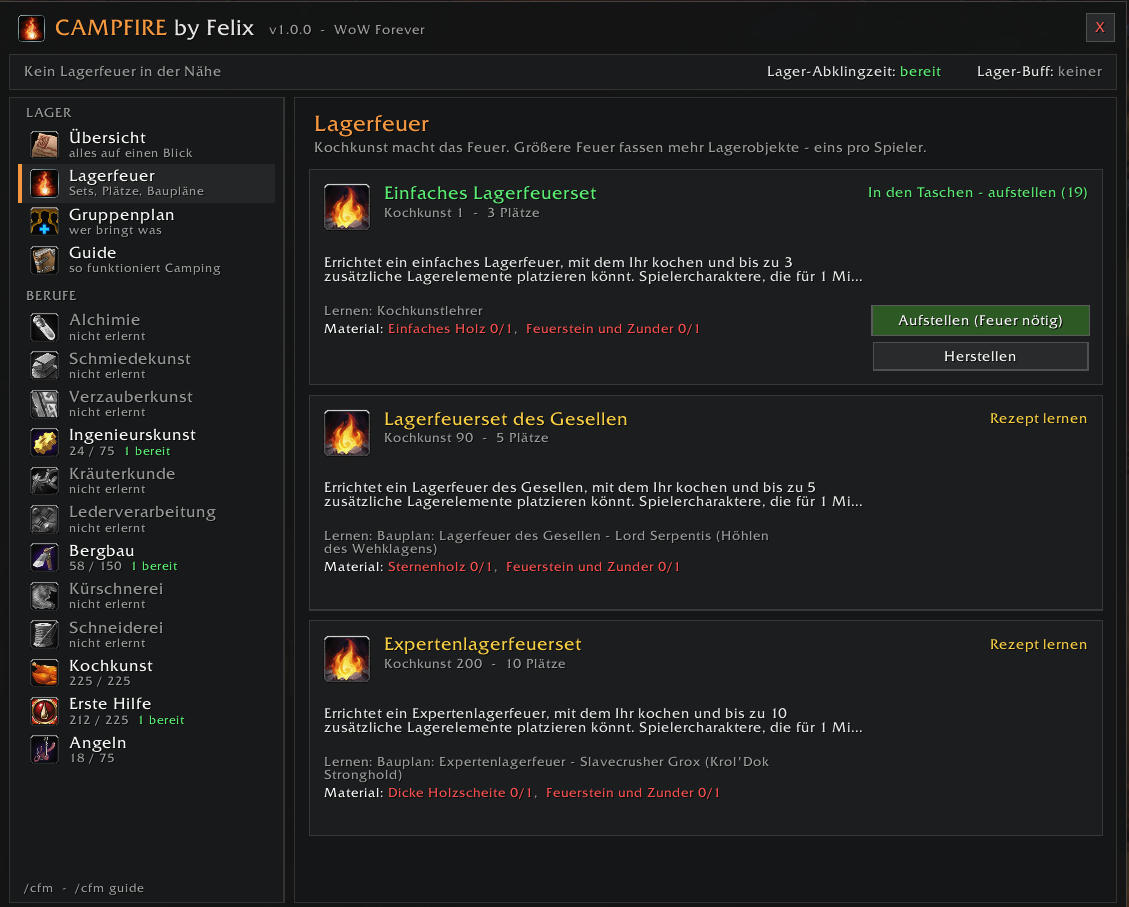 CAMPFIRE by Felix v1.0.0 - WoW Forever
X
Kein Lagerfeuer in der Nähe
Lager-Abklingzeit: bereit
Lager-Buff: keiner
LAGER
Übersicht
alles auf einen Blick
Lagerfeuer
Sets, Plätze, Baupläne
Gruppenplan
wer bringt was
Guide
so funktioniert Camping
BERUFE
Alchimie
nicht erlernt
Schmiedekunst
nicht erlernt
Verzauberkunst
nicht erlernt
Ingenieurskunst
24 / 75 1 bereit
Kräuterkunde
nicht erlernt
Lederverarbeitung
nicht erlernt
Bergbau
58 / 150 1 bereit
Kürschnerei
nicht erlernt
Schneiderei
nicht erlernt
Kochkunst
225 / 225
Erste Hilfe
212 / 225 1 bereit
Angeln
18 / 75
/cfm - /cfm guide
Lagerfeuer
Kochkunst macht das Feuer. Größere Feuer fassen mehr Lagerobjekte - eins pro Spieler.
Einfaches Lagerfeuerset
In den Taschen - aufstellen (19)
Kochkunst 1 - 3 Plätze
Errichtet ein einfaches Lagerfeuer, mit dem Ihr kochen und bis zu 3
zusätzliche Lagerelemente platzieren könnt. Spielercharaktere, die für 1 Mi...
Lernen: Kochkunstlehrer
Material: Einfaches Holz 0/1, Feuerstein und Zunder 0/1
Aufstellen (Feuer nötig)
Herstellen
Lagerfeuerset des Gesellen
Rezept lernen
Kochkunst 90 - 5 Plätze
Errichtet ein Lagerfeuer des Gesellen, mit dem Ihr kochen und bis zu 5
zusätzliche Lagerelemente platzieren könnt. Spielercharaktere, die für 1 Mi...
Lernen: Bauplan: Lagerfeuer des Gesellen - Lord Serpentis (Höhlen
des Wehklagens)
Material: Sternenholz 0/1, Feuerstein und Zunder 0/1
Expertenlagerfeuerset
Rezept lernen
Kochkunst 200 - 10 Plätze
Errichtet ein Expertenlagerfeuer, mit dem Ihr kochen und bis zu 10
zusätzliche Lagerelemente platzieren könnt. Spielercharaktere, die für 1 Mi...
Lernen: Bauplan: Expertenlagerfeuer - Slavecrusher Grox (Krol'Dok
Stronghold)
Material: Dicke Holzscheite 0/1, Feuerstein und Zunder 0/1